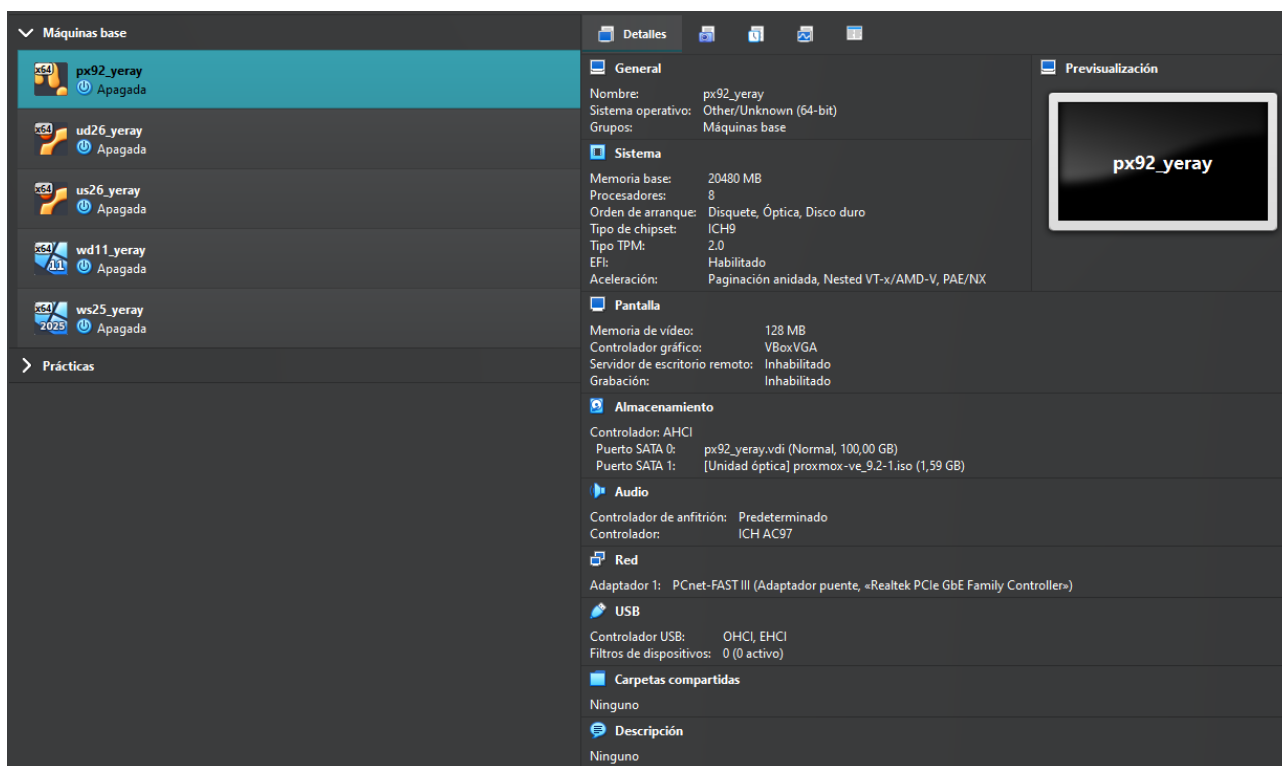 Máquinas base
px92_yeray
Apagada
ud26_yeray
Apagada
us26_yeray
Apagada
wd11_yeray
Apagada
ws25_yeray
Apagada
Prácticas
Detalles
General
Nombre: px92_yeray
Sistema operativo: Other/Unknown (64-bit)
Grupos: Máquinas base
Previsualización
px92_yeray
Sistema
Memoria base: 20480 MB
Procesadores: 8
Orden de arranque: Disquete, Óptica, Disco duro
Tipo de chipset: ICH9
Tipo TPM: 2.0
EFI: Habilitado
Aceleración: Paginación anidada, Nested VT-x/AMD-V, PAE/NX
Pantalla
Memoria de vídeo: 128 MB
Controlador gráfico: VBoxVGA
Servidor de escritorio remoto: Inhabilitado
Grabación: Inhabilitado
Almacenamiento
Controlador: AHCI
Puerto SATA 0: px92_yeray.vdi (Normal, 100,00 GB)
Puerto SATA 1: [Unidad óptica] proxmox-ve_9.2-1.iso (1,59 GB)
Audio
Controlador de anfitrión: Predeterminado
Controlador: ICH AC97
Red
Adaptador 1: PCnet-FAST III (Adaptador puente, «Realtek PCIe GbE Family Controller»)
USB
Controlador USB: OHCI, EHCI
Filtros de dispositivos: 0 (0 activo)
Carpetas compartidas
Ninguno
Descripción
Ninguno
x64
x64
x64
x64
11
x64
2025